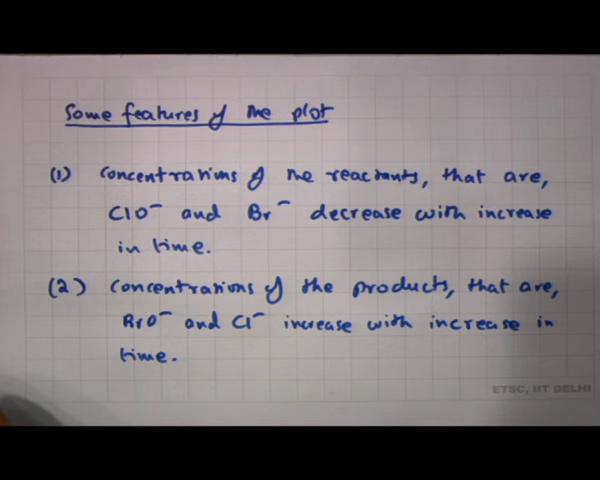 Some features of the plot
(1) Concentrations of the reactants, that are,
ClO⁻ and Br⁻ decrease with increase
in time.
(2) Concentrations of the products, that are,
BrO⁻ and Cl⁻ increase with increase in
time.
ETSC, IIT DELHI